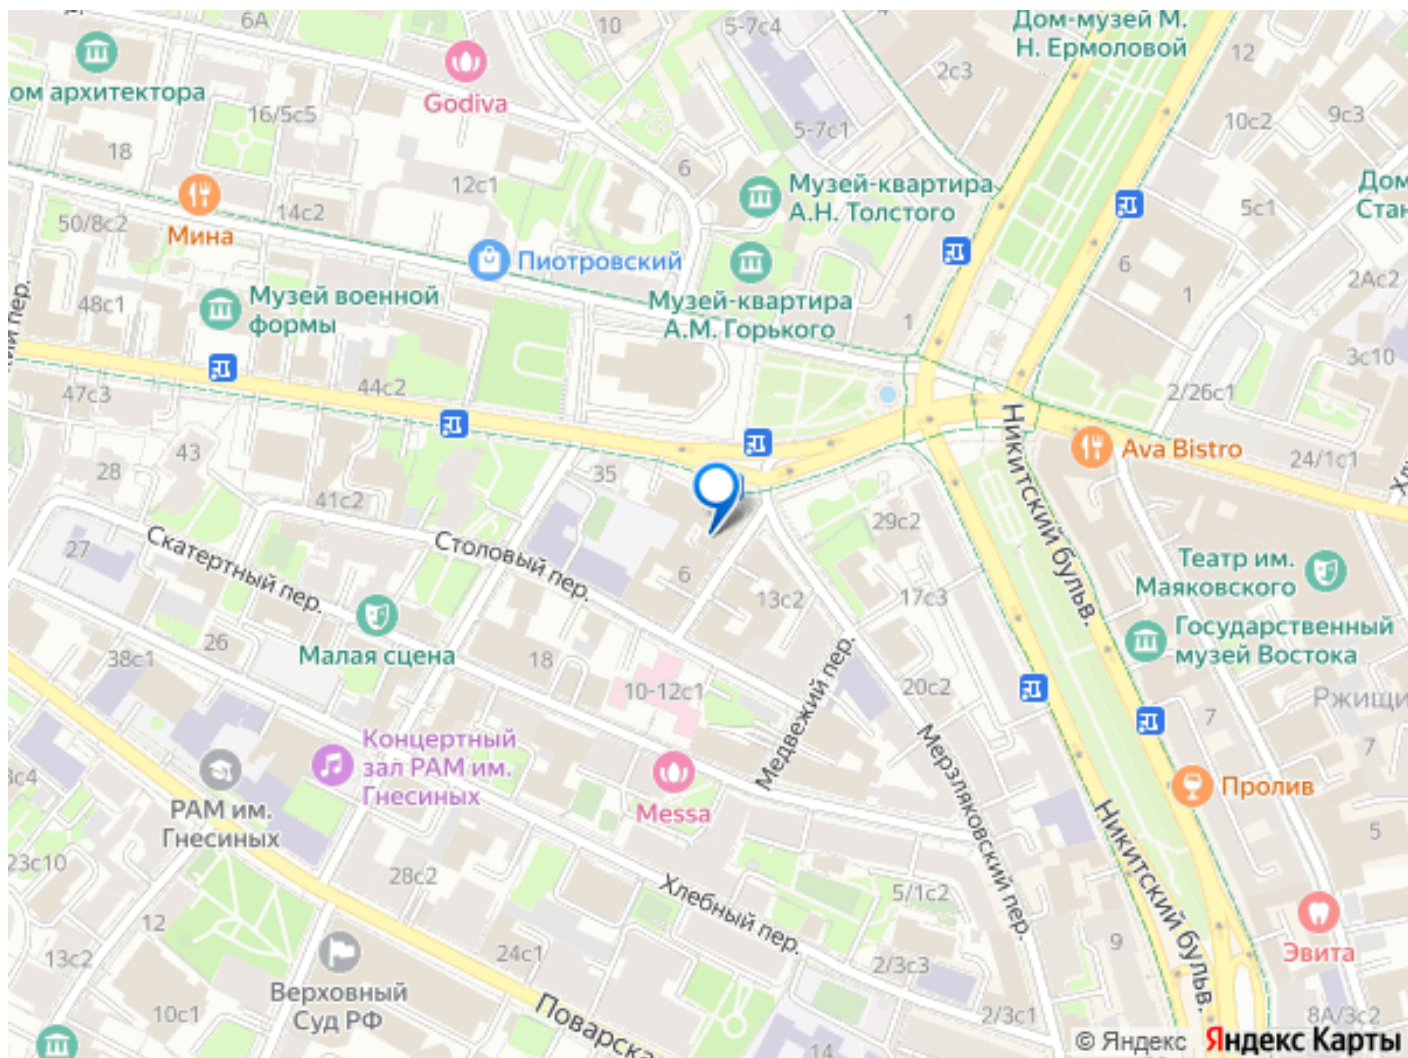 6А
10
5-7с4
Дом-музей М.
Н. Ермоловой
12
2с3
ом архитектора
Godiva
16/5с5
5-7с1
10с2
9с3
18
6
12с1
Музей-квартира
А.Н. Толстого
Дом
Стан
50/8с2
14с2
5с1
Мина
Пиотровский
6
2Ас2
1
48с1
Музей военной
формы
Музей-квартира
А.М. Горького
1
ий пер.
3с10
47с3
44с2
2/26с1
Никитский бульв.
Ava Bistro
24/1с1
43
28
35
41с2
29с2
27
Скатертный пер.
Столовый пер.
6
13с2
17с3
Театр им.
Маяковского
Государственный
музей Востока
26
Малая сцена
38с1
18
10-12с1
20с2
Медвежий пер.
Ржищи
7
7
Концертный
зал РАМ им.
Гнесиных
Мерзляковский пер.
РАМ им.
Гнесиных
Messa
Пролив
Никитский бульв.
5
23с10
28с2
Хлебный пер.
5/1с2
12
13с2
24с1
2/3с3
9
Эвита
Верховный
Суд РФ
10с1
Поварска
2/3с1
14
8А/3с2
© Яндекс Яндекс Карты